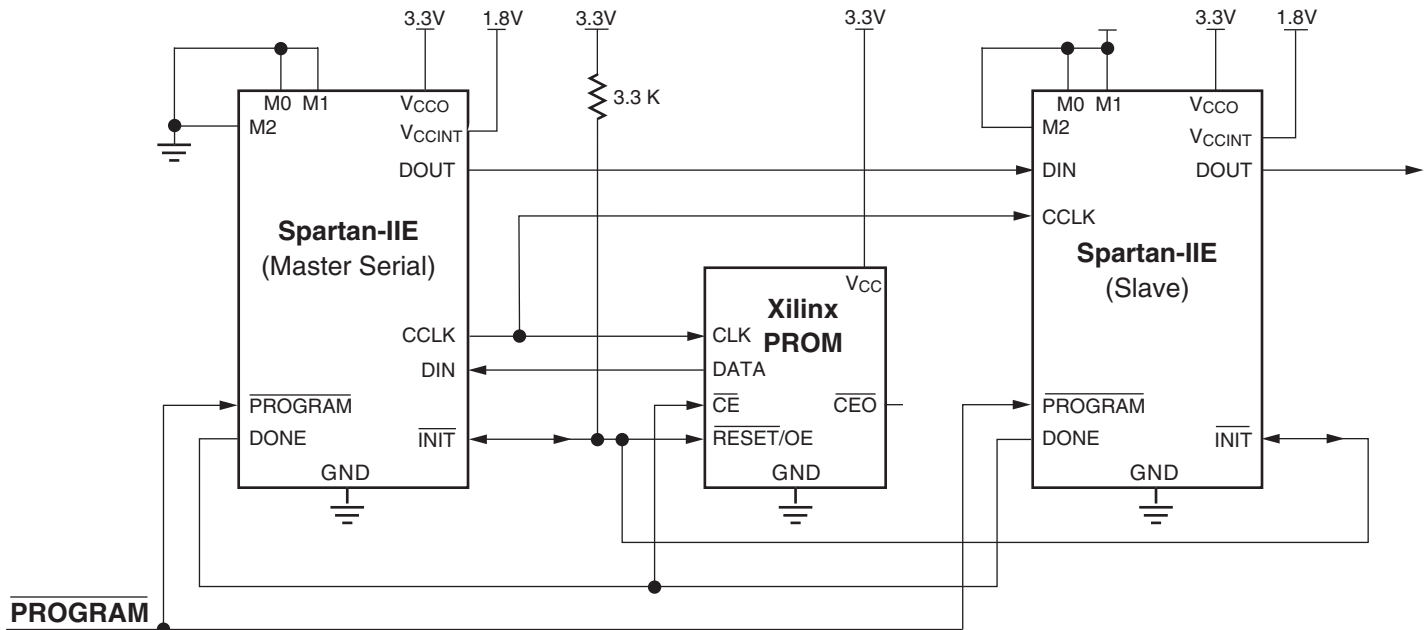 3.3V 1.8V 3.3V 3.3V 3.3V 1.8V
M0 M1 VCCO 3.3 K M0 M1 VCCO
M2 VCCINT M2 VCCINT
DOUT DIN DOUT
CCLK
Spartan-IIE
(Master Serial)
Spartan-IIE
(Slave)
VCC
Xilinx
PROM
CCLK CLK
DIN DATA
PROGRAM CE CEO PROGRAM
DONE INIT RESET/OE DONE INIT
GND GND GND
PROGRAM